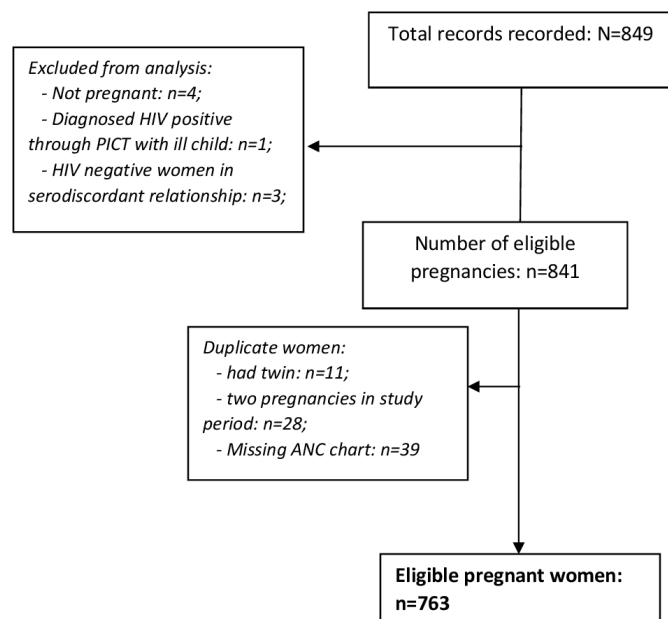 Total records recorded: N=849
Excluded from analysis:
- Not pregnant: n=4;
- Diagnosed HIV positive
through PICT with ill child: n=1;
- HIV negative women in
serodiscordant relationship: n=3;
Number of eligible
pregnancies: n=841
Duplicate women:
- had twin: n=11;
- two pregnancies in study
period: n=28;
- Missing ANC chart: n=39
Eligible pregnant women:
n=763